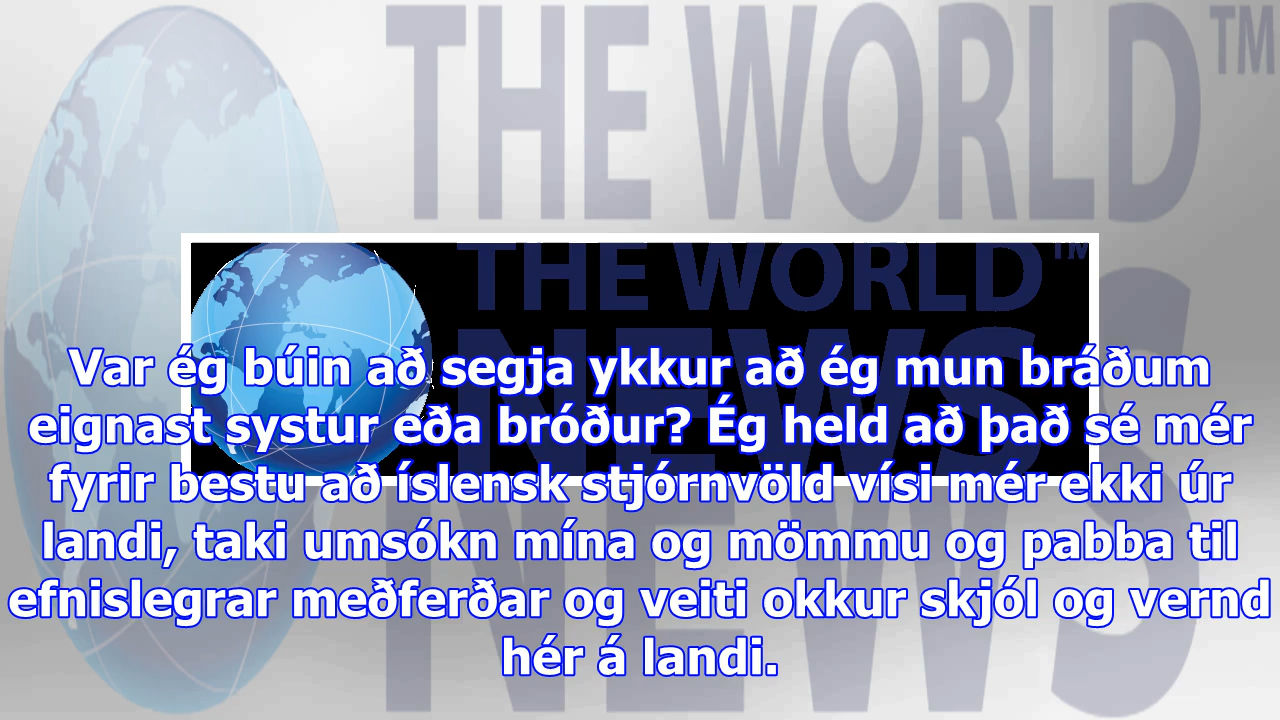 THE WORLD™
THE WORLD™
NEWS
Var ég búin að segja ykkur að ég mun bráðum
eignast systur eða bróður? Ég held að það sé mér
fyrir bestu að íslensk stjórnvöld vísi mér ekki úr
landi, taki umsókn mína og mömmu og pabba til
efnislegrar meðferðar og veiti okkur skjól og vernd
hér á landi.
NEWS